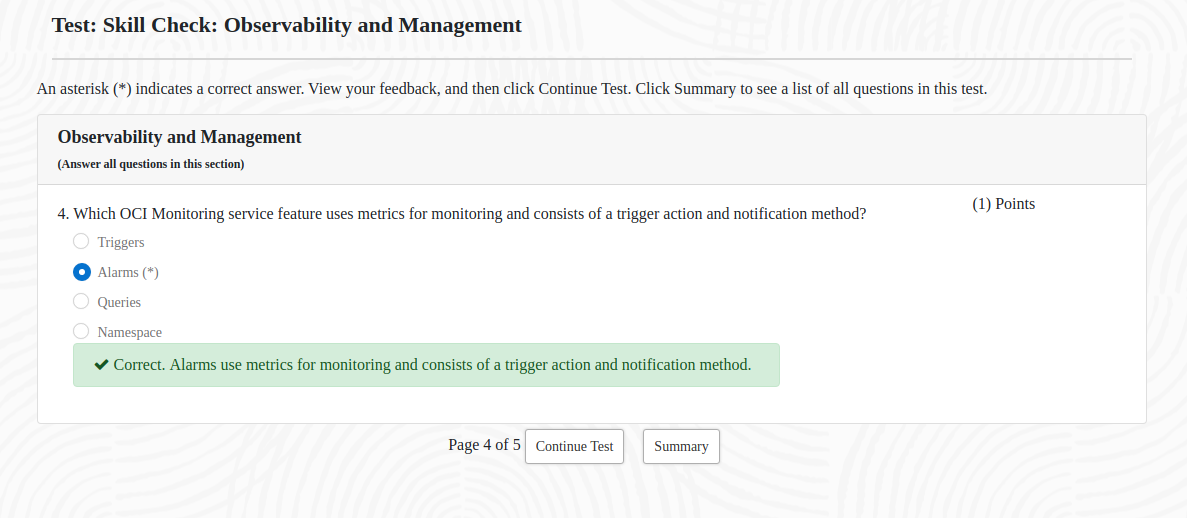 Test: Skill Check: Observability and Management
An asterisk (*) indicates a correct answer. View your feedback, and then click Continue Test. Click Summary to see a list of all questions in this test.
Observability and Management
(Answer all questions in this section)
4. Which OCI Monitoring service feature uses metrics for monitoring and consists of a trigger action and notification method?
(1) Points
Triggers
Alarms (*)
Queries
Namespace
Correct. Alarms use metrics for monitoring and consists of a trigger action and notification method.
Page 4 of 5 Continue Test Summary